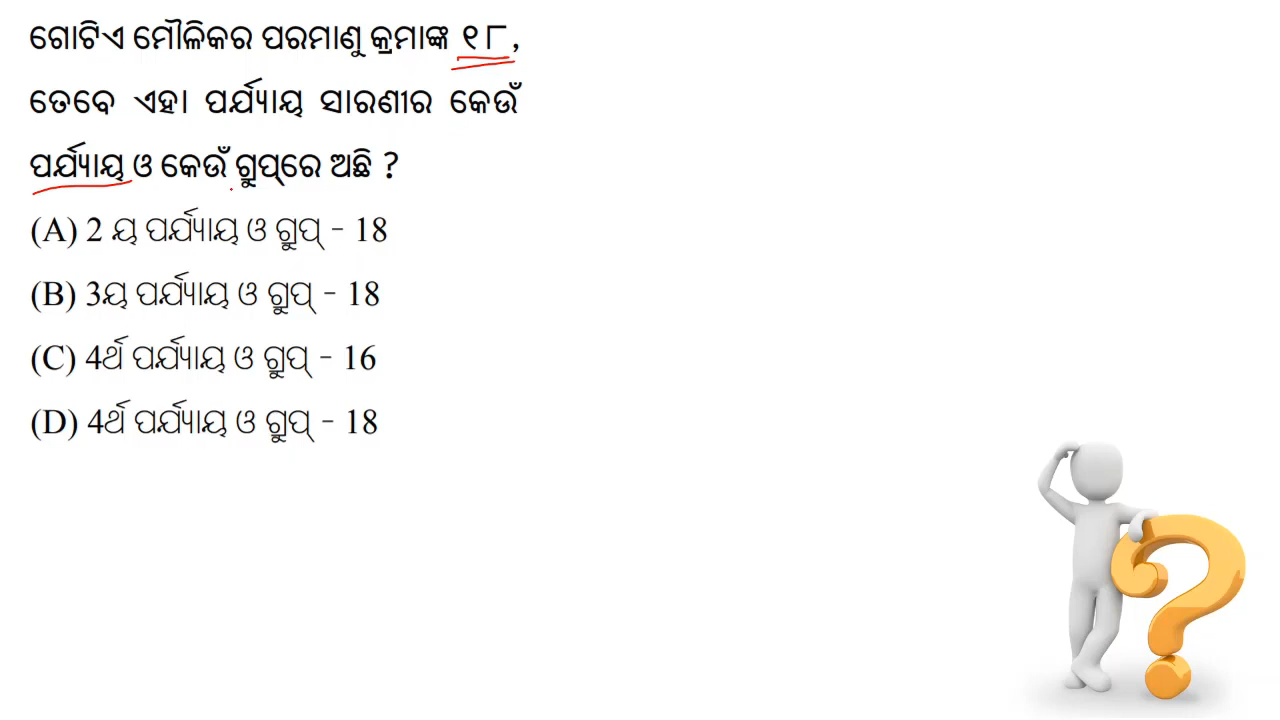 ଗୋଟିଏ ମୌଳିକର ପରମାଣୁ କ୍ରମାଙ୍କ ୧୮,
ତେବେ ଏହା ପର୍ଯ୍ୟାୟ ସାରଣୀର କେଉଁ
ପର୍ଯ୍ୟାୟ ଓ କେଉଁ ଗ୍ରୁପ୍‌ରେ ଅଛି ?
(A) 2 ୟ ପର୍ଯ୍ୟାୟ ଓ ଗ୍ରୁପ୍ - 18
(B) 3ୟ ପର୍ଯ୍ୟାୟ ଓ ଗ୍ରୁପ୍ - 18
(C) 4ର୍ଥ ପର୍ଯ୍ୟାୟ ଓ ଗ୍ରୁପ୍ - 16
(D) 4ର୍ଥ ପର୍ଯ୍ୟାୟ ଓ ଗ୍ରୁପ୍ - 18